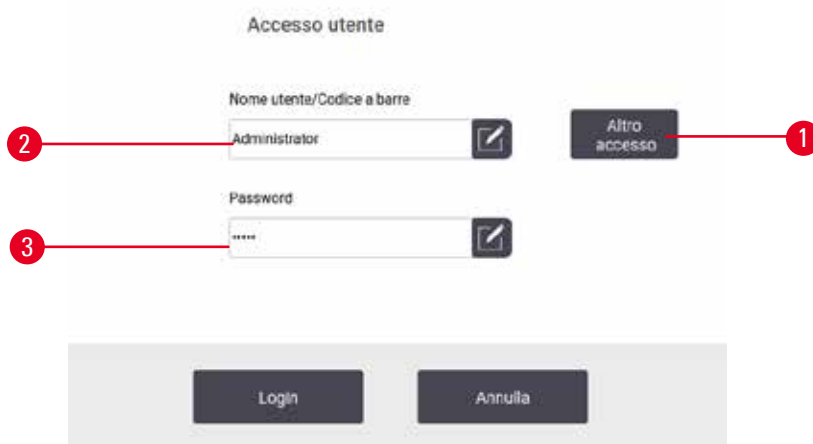 Accesso utente
Nome utente/Codice a barre
2
Administrator
Altro
accesso
1
Password
3
•••••
Login
Annulla